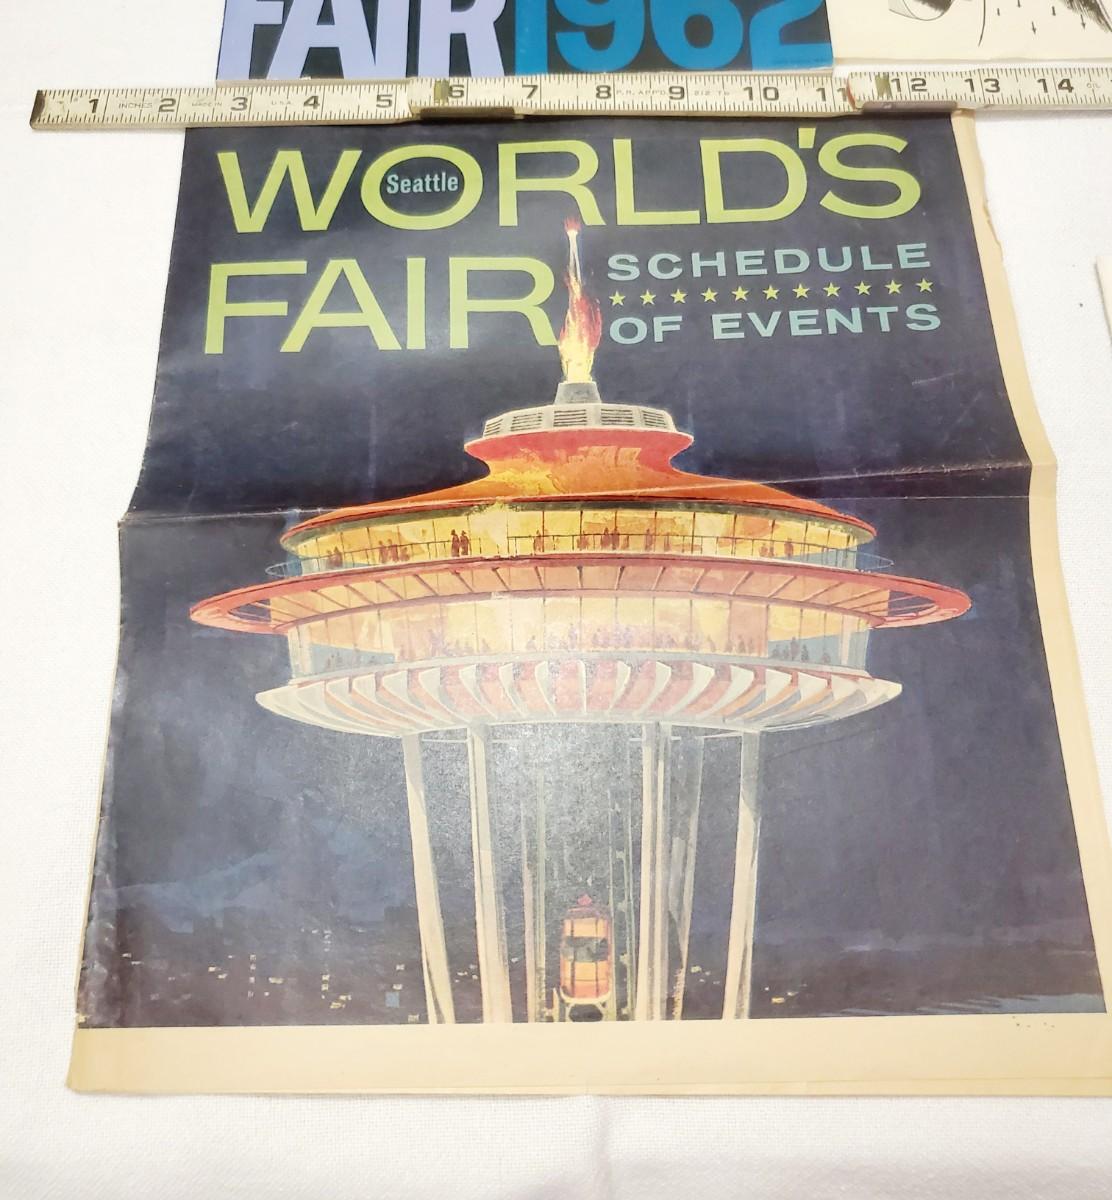 FAIR 1962
1 INCHES 2 MADE IN 3 U.S.A. 4 5 6 7 8 P.R. APP'D 9 10 11 12 13 14
WORLD'S
Seattle
FAIR
SCHEDULE
OF EVENTS